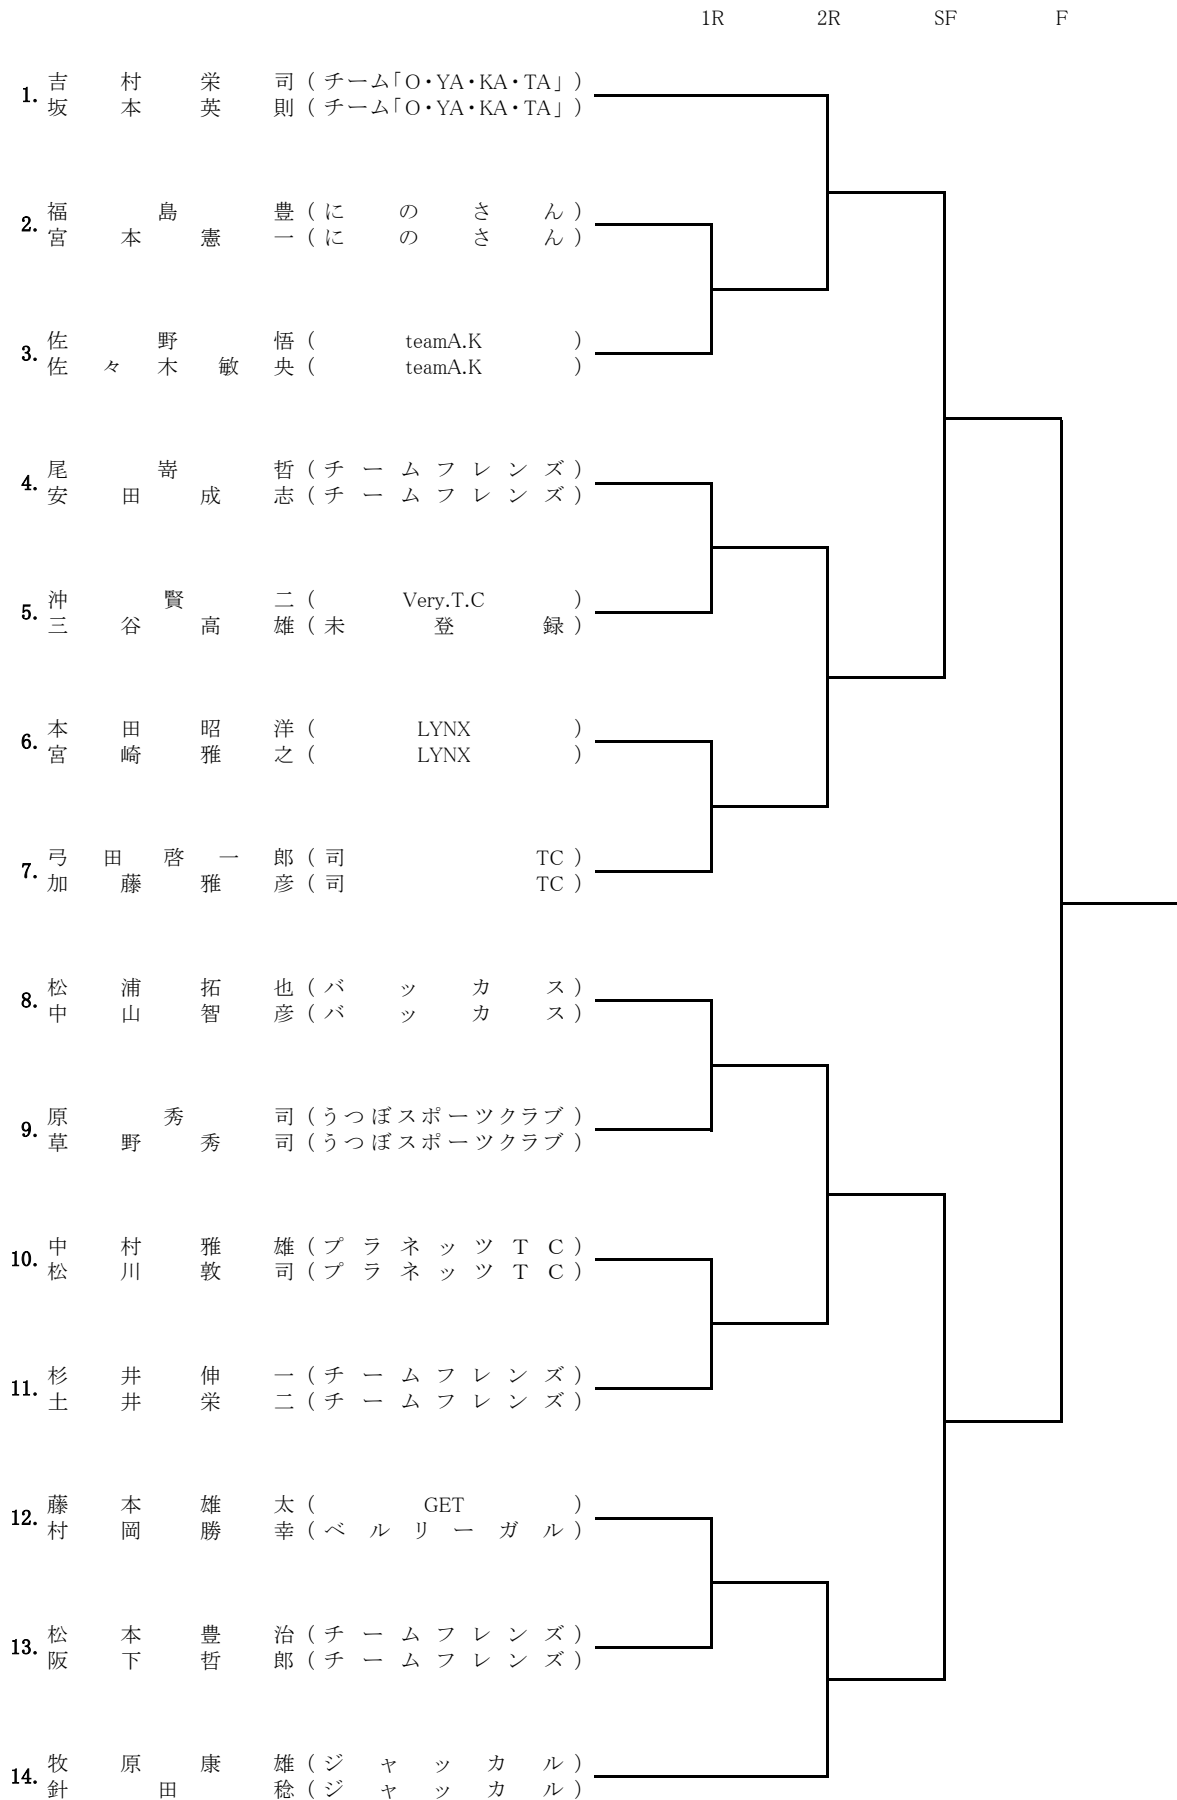 1R 2R SF F
1. 吉村栄司(チーム「O・YA・KA・TA」)
坂本英則(チーム「O・YA・KA・TA」)
2. 福島豊(にのさん)
宮本憲一(にのさん)
3. 佐野悟(teamA.K)
佐々木敏央(teamA.K)
4. 尾嵜哲(チームフレンズ)
安田成志(チームフレンズ)
5. 沖賢二(Very.T.C)
三谷高雄(未登録)
6. 本田昭洋(LYNX)
宮崎雅之(LYNX)
7. 弓田啓一郎(司TC)
加藤雅彦(司TC)
8. 松浦拓也(バッカス)
中山智彦(バッカス)
9. 原秀司(うつぼスポーツクラブ)
草野秀司(うつぼスポーツクラブ)
10. 中村雅雄(プラネッツTC)
松川敦司(プラネッツTC)
11. 杉井伸一(チームフレンズ)
土井栄二(チームフレンズ)
12. 藤本雄太(GET)
村岡勝幸(ベルリーガル)
13. 松本豊治(チームフレンズ)
阪下哲郎(チームフレンズ)
14. 牧原康雄(ジャッカル)
針田稔(ジャッカル)